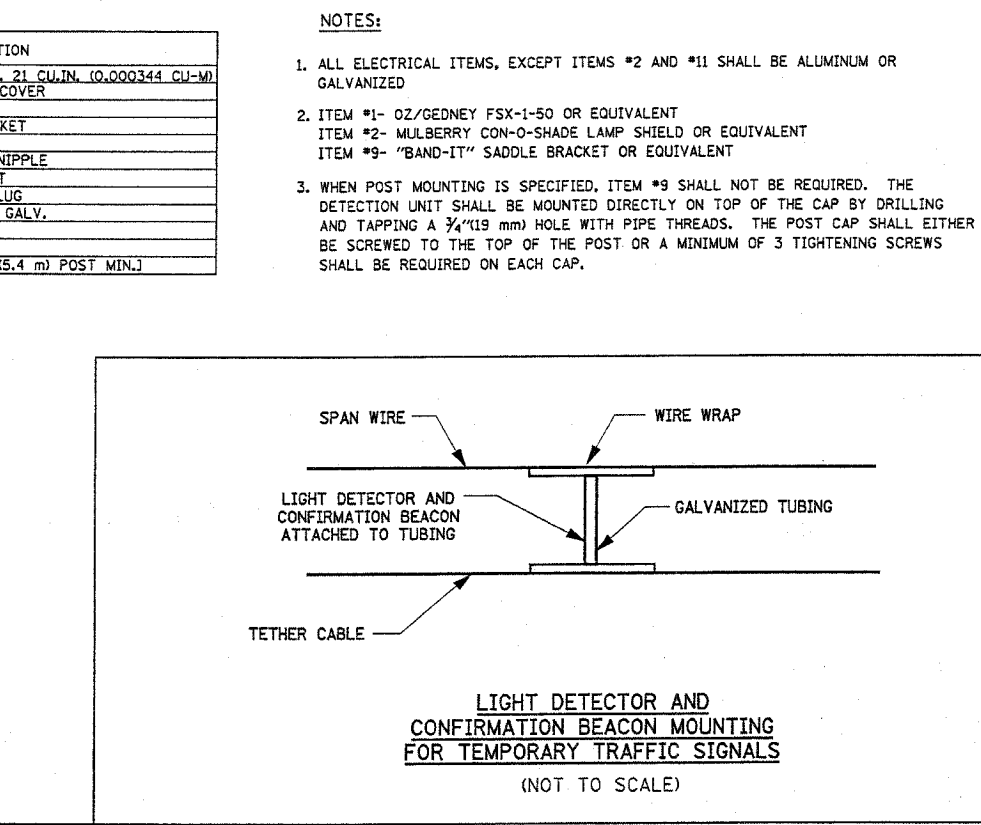 TION
. 21 CU.IN. (0.000344 CU-M)
COVER
KET
NIPPLE
T
LUG
GALV.
(5.4 m) POST MIN.]
NOTES:
1. ALL ELECTRICAL ITEMS, EXCEPT ITEMS #2 AND #11 SHALL BE ALUMINUM OR
GALVANIZED
2. ITEM #1- OZ/GEDNEY FSX-1-50 OR EQUIVALENT
ITEM #2- MULBERRY CON-O-SHADE LAMP SHIELD OR EQUIVALENT
ITEM #9- "BAND-IT" SADDLE BRACKET OR EQUIVALENT
3. WHEN POST MOUNTING IS SPECIFIED, ITEM #9 SHALL NOT BE REQUIRED. THE
DETECTION UNIT SHALL BE MOUNTED DIRECTLY ON TOP OF THE CAP BY DRILLING
AND TAPPING A ¾"(19 mm) HOLE WITH PIPE THREADS. THE POST CAP SHALL EITHER
BE SCREWED TO THE TOP OF THE POST OR A MINIMUM OF 3 TIGHTENING SCREWS
SHALL BE REQUIRED ON EACH CAP.
SPAN WIRE
WIRE WRAP
LIGHT DETECTOR AND
CONFIRMATION BEACON
ATTACHED TO TUBING
GALVANIZED TUBING
TETHER CABLE
LIGHT DETECTOR AND
CONFIRMATION BEACON MOUNTING
FOR TEMPORARY TRAFFIC SIGNALS
(NOT TO SCALE)